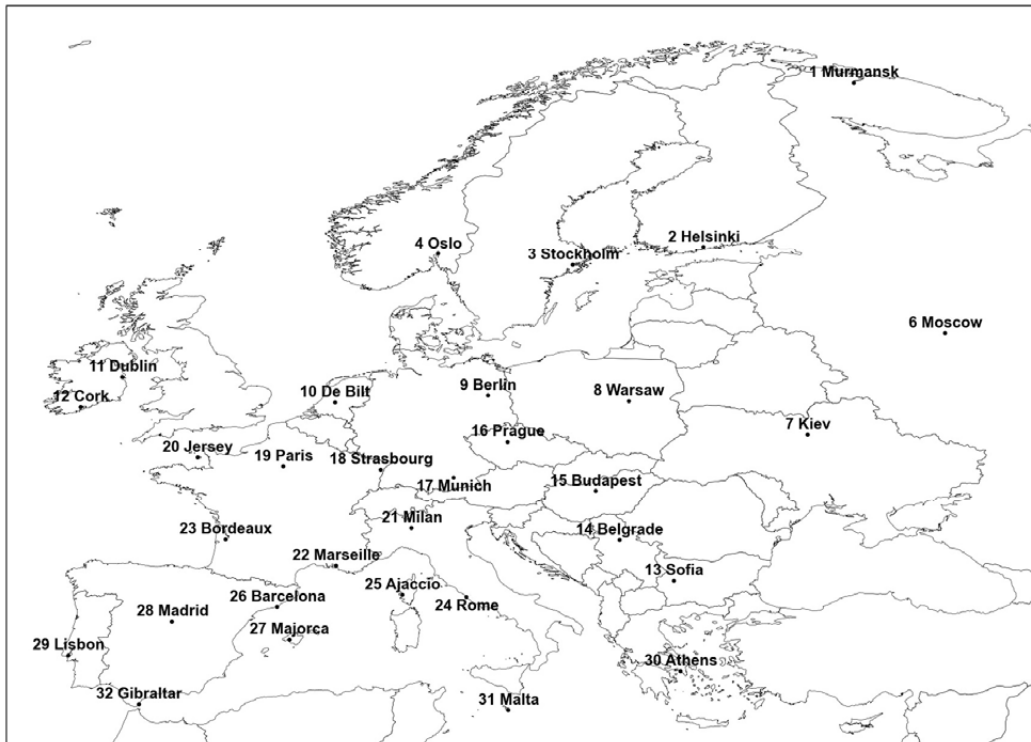 1 Murmansk
4 Oslo
2 Helsinki
3 Stockholm
6 Moscow
11 Dublin
9 Berlin
10 De Bilt
8 Warsaw
12 Cork
7 Kiev
16 Prague
20 Jersey
19 Paris
18 Strasbourg
17 Munich
15 Budapest
21 Milan
23 Bordeaux
14 Belgrade
22 Marseille
13 Sofia
25 Ajaccio
26 Barcelona
24 Rome
28 Madrid
27 Majorca
29 Lisbon
30 Athens
32 Gibraltar
31 Malta